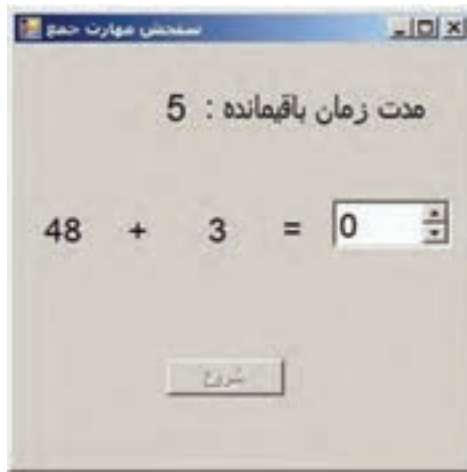 سنجش مهارت جمع
مدت زمان باقیمانده : 5
48 + 3 = 0
شروع